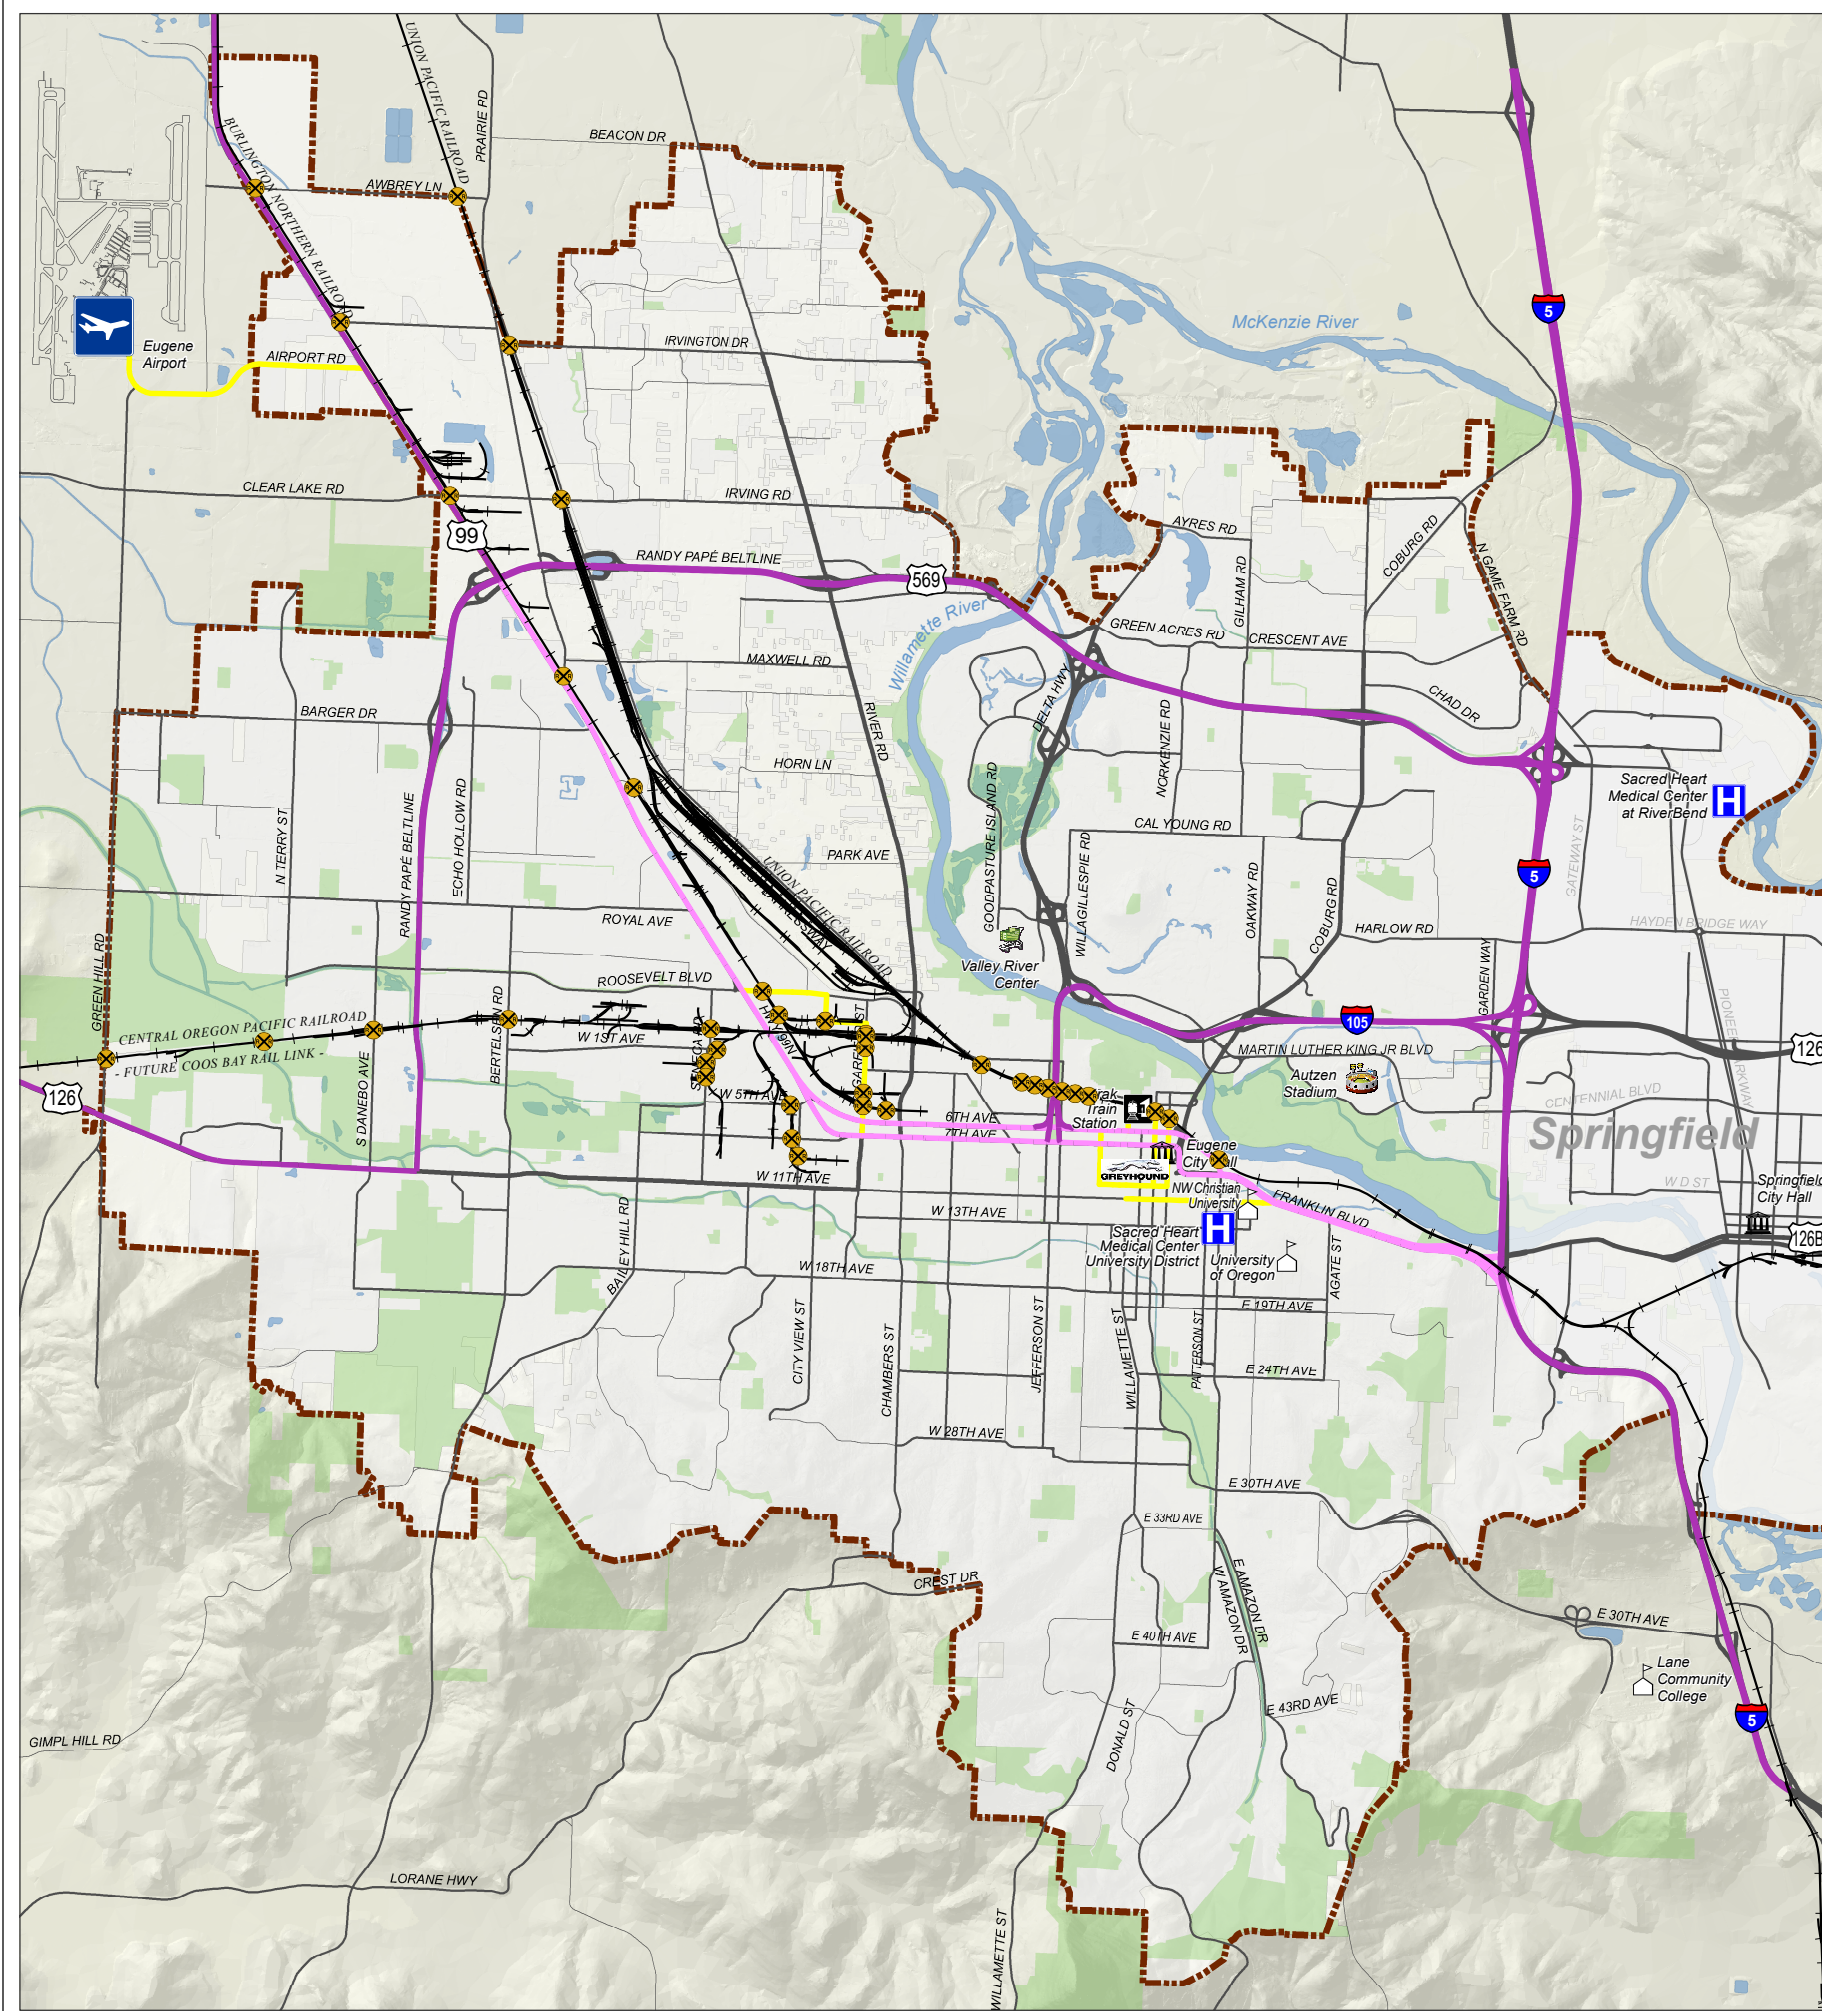 UNION PACIFIC RAILROAD
PRAIRIE RD
BEACON DR
BURLINGTON NORTHERN RAILROAD
AWBREY LN
5
McKenzie River
IRVINGTON DR
Eugene
Airport
AIRPORT RD
CLEAR LAKE RD
IRVING RD
99
AYRES RD
COBURG RD
N GAME FARM RD
RANDY PAPÉ BELTLINE
569
GILHAM RD
Willamette River
GREEN ACRES RD
CRESCENT AVE
MAXWELL RD
DELTA HWY
CHAD DR
BARGER DR
RIVER RD
NORKENZIE RD
HORN LN
GOODPASTURE ISLAND RD
Sacred Heart
Medical Center
at RiverBend
H
N TERRY ST
RANDY PAPÉ BELTLINE
ECHO HOLLOW RD
CAL YOUNG RD
WILLAGILLESPIE RD
GATEWAY ST
PARK AVE
UNION PACIFIC RAILROAD
5
OAKWAY RD
COBURG RD
ROYAL AVE
HARLOW RD
HAYDEN BRIDGE WAY
GREEN HILL RD
Valley River
Center
GARDEN WAY
ROOSEVELT BLVD
BERTELSEN RD
PIONEER PARKWAY
CENTRAL OREGON PACIFIC RAILROAD
W 1ST AVE
HWY 99N
105
126
- FUTURE COOS BAY RAIL LINK -
MARTIN LUTHER KING JR BLVD
S DANEBO AVE
Autzen
Stadium
126
W 5TH AVE
Train
Station
CENTENNIAL BLVD
6TH AVE
7TH AVE
Springfield
Eugene
City
GREYHOUND
W 11TH AVE
NW Christian
University
W D ST
Springfield
City Hall
FRANKLIN BLVD
W 13TH AVE
H
Sacred Heart
Medical Center
University District
University
of Oregon
126B
BAILEY HILL RD
W 18TH AVE
AGATE ST
E 19TH AVE
CITY VIEW ST
CHAMBERS ST
JEFFERSON ST
WILLAMETTE ST
PATTERSON ST
E 24TH AVE
W 28TH AVE
E 30TH AVE
E 33RD AVE
CREST DR
E AMAZON DR
W AMAZON DR
E 30TH AVE
E 40TH AVE
Lane
Community
College
E 43RD AVE
5
DONALD ST
GIMPL HILL RD
LORANE HWY
WILLAMETTE ST